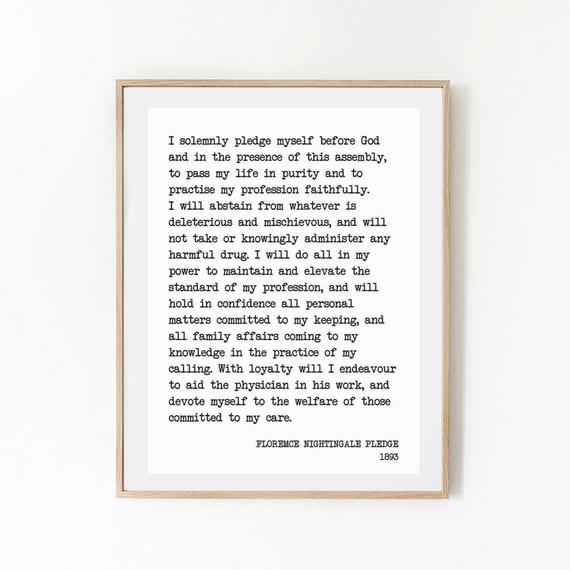 I solemnly pledge myself before God
and in the presence of this assembly,
to pass my life in purity and to
practise my profession faithfully.
I will abstain from whatever is
deleterious and mischievous, and will
not take or knowingly administer any
harmful drug. I will do all in my
power to maintain and elevate the
standard of my profession, and will
hold in confidence all personal
matters committed to my keeping, and
all family affairs coming to my
knowledge in the practice of my
calling. With loyalty will I endeavour
to aid the physician in his work, and
devote myself to the welfare of those
committed to my care.
FLOREMCE NIGHTINGALE PLEDGE
1893